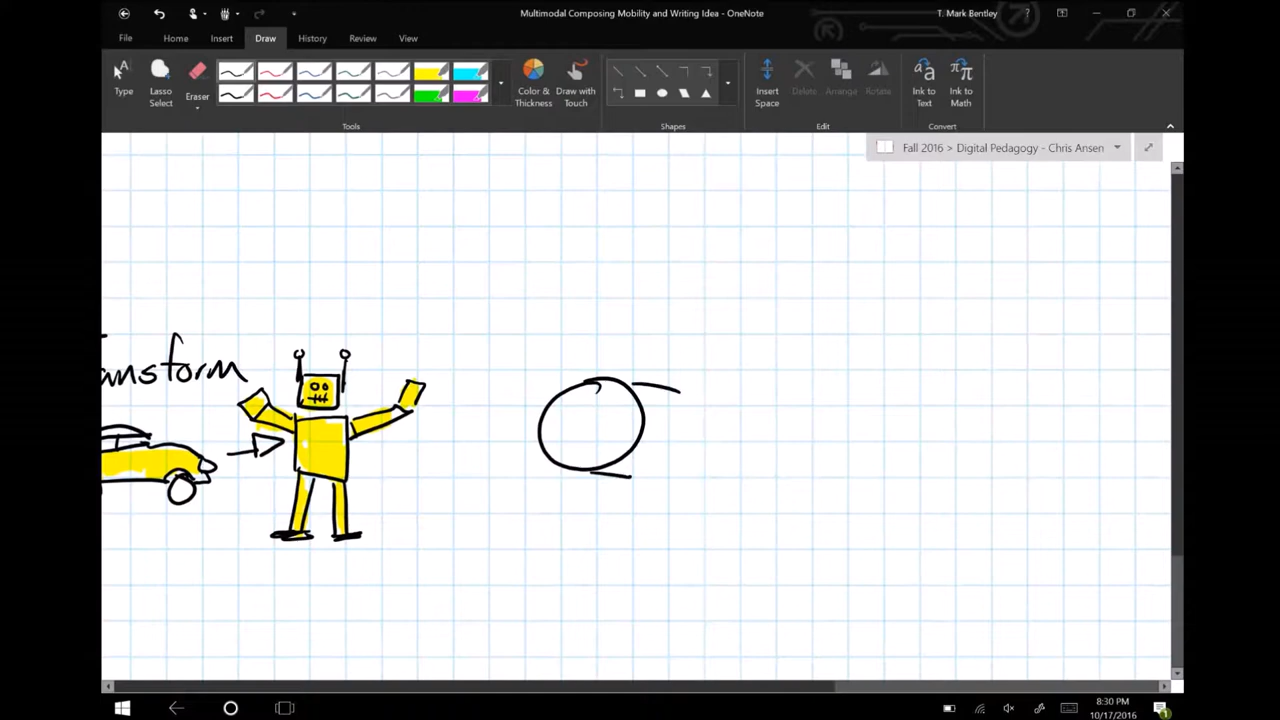 Multimodal Composing Mobility and Writing Idea - OneNote
T. Mark Bentley
?
File
Home
Insert
Draw
History
Review
View
Type
Lasso Select
Eraser
Color & Thickness
Draw with Touch
Insert Space
Delete
Arrange
Rotate
Ink to Text
Ink to Math
Tools
Shapes
Edit
Convert
Fall 2016 > Digital Pedagogy - Chris Ansen
ansform
8:30 PM
10/17/2016
1